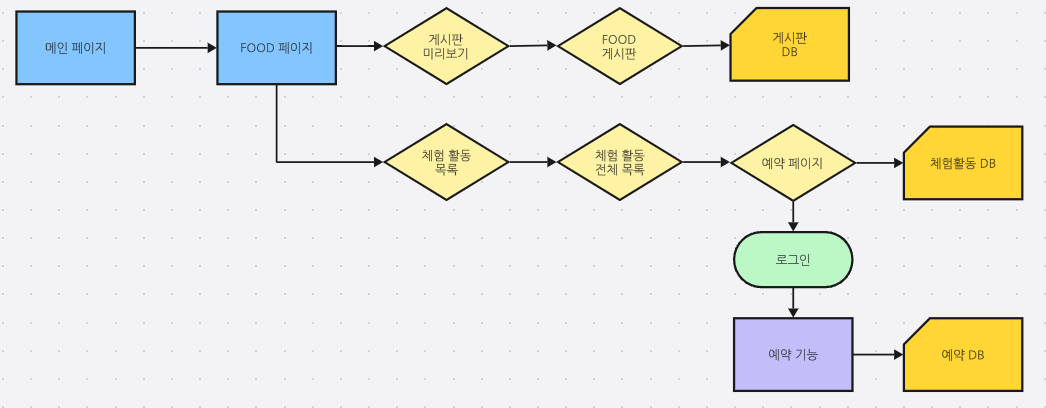 메인 페이지
FOOD 페이지
게시판
미리보기
FOOD
게시판
게시판
DB
체험 활동
목록
체험 활동
전체 목록
예약 페이지
체험활동 DB
로그인
예약 기능
예약 DB